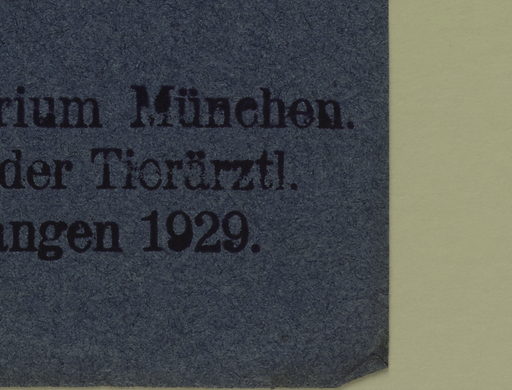 rium München.
der Tierärztl.
angen 1929.